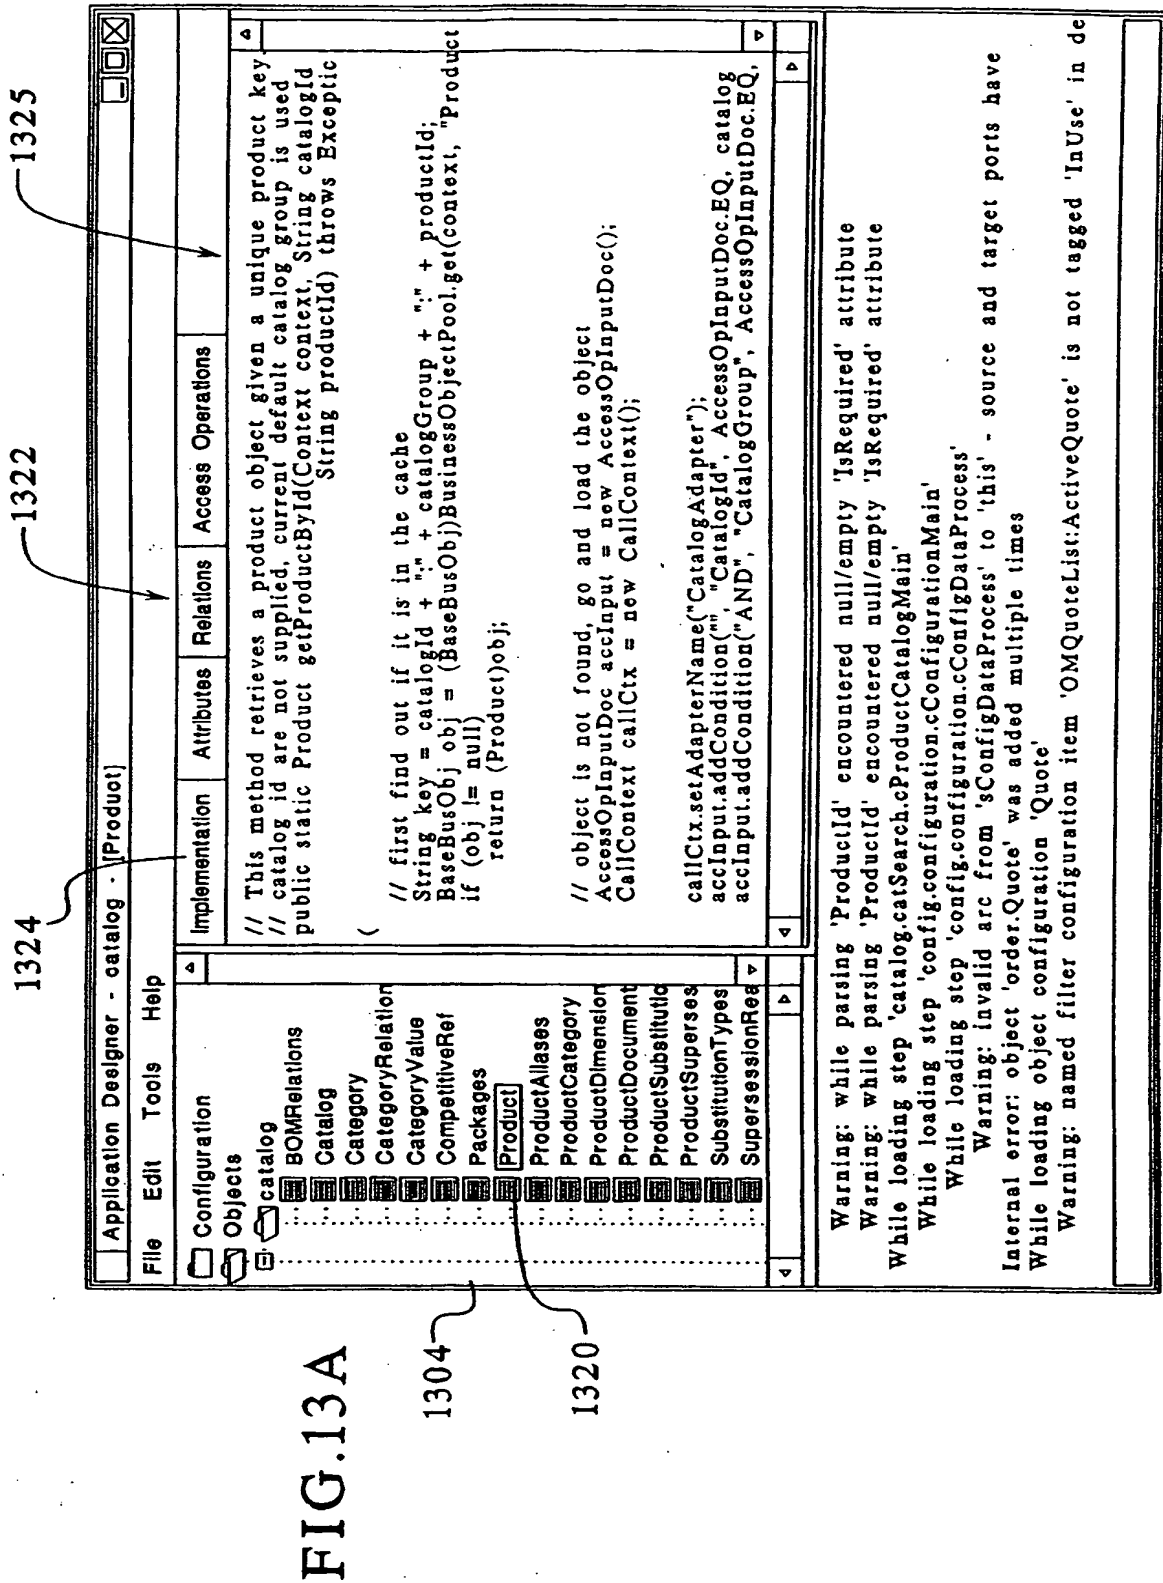 FIG.13A
1324
1322
1325
1304
1320
Application Designer - catalog - [Product]
File Edit Tools Help
Configuration
Objects
catalog
BOMRelations
Catalog
Category
CategoryRelation
CategoryValue
CompetitiveRef
Packages
Product
ProductAliases
ProductCategory
ProductDimension
ProductDocument
ProductSubstitutio
ProductSuperses
SubstitutionTypes
SupersessionRea
Implementation Attributes Relations Access Operations
// This method retrieves a product object given a unique product key.
// catalog id are not supplied, current default catalog group is used
public static Product getProductById(Context context, String catalogId
String productId) throws Exceptic
(
// first find out if it is in the cache
String key = catalogId + ":" + catalogGroup + ":" + productId;
BaseBusObj obj = (BaseBusObj)BusinessObjectPool.get(context, "Product
if (obj != null)
return (Product)obj;
// object is not found, go and load the object
AccessOpInputDoc accInput = new AccessOpInputDoc();
CallContext callCtx = new CallContext();
callCtx.setAdapterName("CatalogAdapter");
accInput.addCondition("", "CatalogId", AccessOpInputDoc.EQ, catalog
accInput.addCondition("AND", "CatalogGroup", AccessOpInputDoc.EQ,
Warning: while parsing 'ProductId' encountered null/empty 'IsRequired' attribute
Warning: while parsing 'ProductId' encountered null/empty 'IsRequired' attribute
While loading step 'catalog.catSearch.cProductCatalogMain'
While loading step 'config.configuration.cConfigurationMain'
While loading step 'config.configuration.cConfigDataProcess'
Warning: invalid arc from 'sConfigDataProcess' to 'this' - source and target ports have
Internal error: object 'order.Quote' was added multiple times
While loading object configuration 'Quote'
Warning: named filter configuration item 'OMQuoteList:ActiveQuote' is not tagged 'InUse' in de